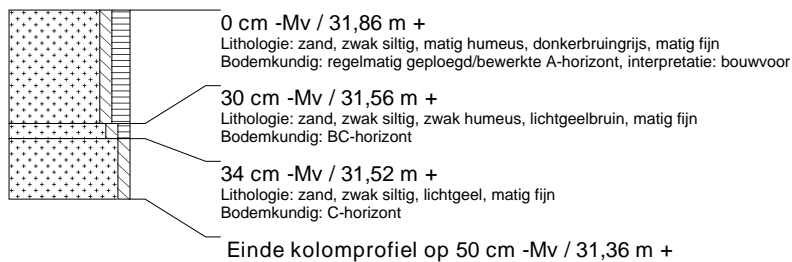 0 cm -Mv / 31,86 m +
Lithologie: zand, zwak siltig, matig humeus, donkerbruingrijs, matig fijn
Bodemkundig: regelmatig geploegd/bewerkte A-horizont, interpretatie: bouwvoor
30 cm -Mv / 31,56 m +
Lithologie: zand, zwak siltig, zwak humeus, lichtgeelbruin, matig fijn
Bodemkundig: BC-horizont
34 cm -Mv / 31,52 m +
Lithologie: zand, zwak siltig, lichtgeel, matig fijn
Bodemkundig: C-horizont
Einde kolomprofiel op 50 cm -Mv / 31,36 m +